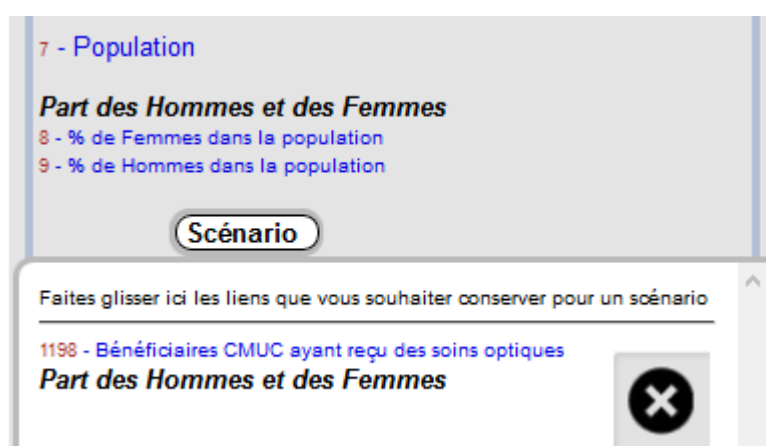 7 - Population
Part des Hommes et des Femmes
8 - % de Femmes dans la population
9 - % de Hommes dans la population
Scénario
Faites glisser ici les liens que vous souhaiter conserver pour un scénario
1198 - Bénéficiaires CMUC ayant reçu des soins optiques
Part des Hommes et des Femmes